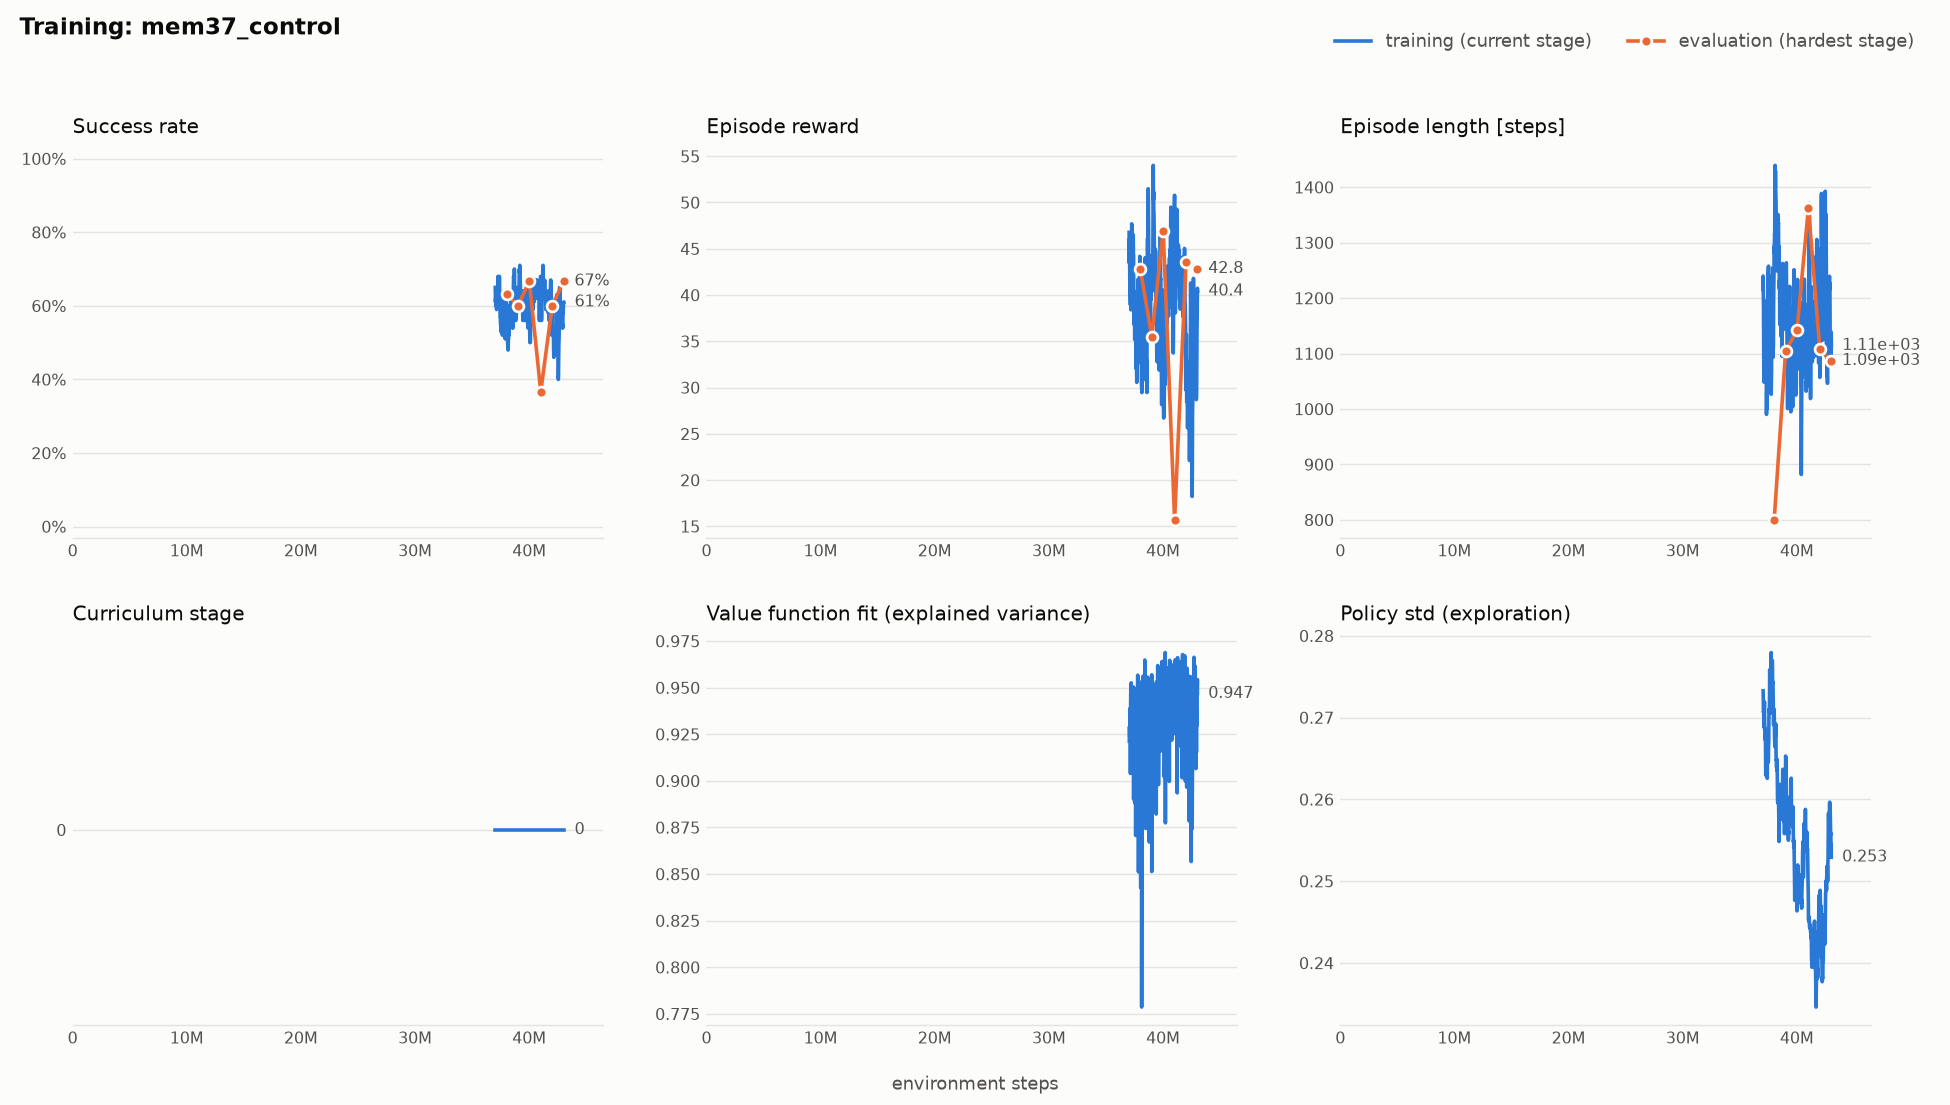 Training: mem37_control
training (current stage)
evaluation (hardest stage)
Success rate
100%
80%
60%
40%
20%
0%
67%
61%
0
10M
20M
30M
40M
Episode reward
55
50
45
40
35
30
25
20
15
42.8
40.4
0
10M
20M
30M
40M
Episode length [steps]
1400
1300
1200
1100
1000
900
800
1.11e+03
1.09e+03
0
10M
20M
30M
40M
Curriculum stage
0
0
0
10M
20M
30M
40M
Value function fit (explained variance)
0.975
0.950
0.925
0.900
0.875
0.850
0.825
0.800
0.775
0.947
0
10M
20M
30M
40M
Policy std (exploration)
0.28
0.27
0.26
0.25
0.24
0.253
0
10M
20M
30M
40M
environment steps